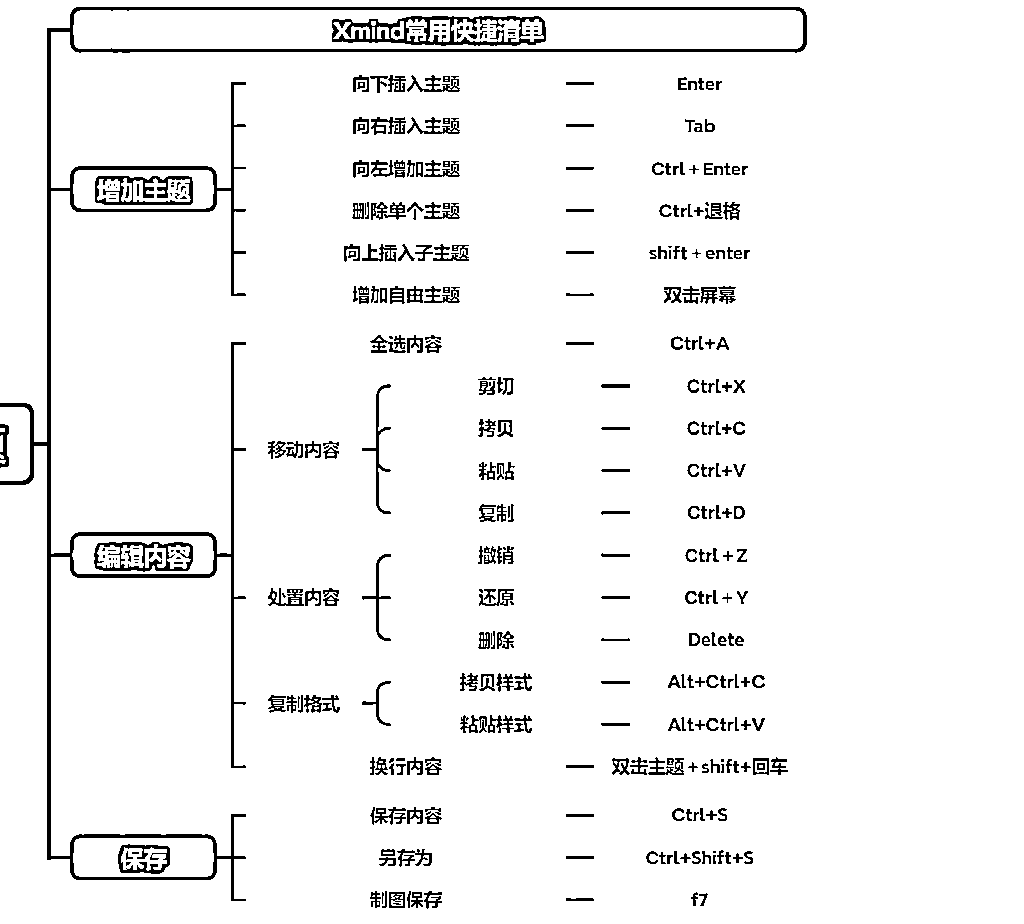 Xmind常用快捷清单
增加主题
向下插入主题 Enter
向右插入主题 Tab
向左增加主题 Ctrl + Enter
删除单个主题 Ctrl+退格
向上插入子主题 shift + enter
增加自由主题 双击屏幕
编辑内容
全选内容 Ctrl+A
移动内容
剪切 Ctrl+X
拷贝 Ctrl+C
粘贴 Ctrl+V
复制 Ctrl+D
处置内容
撤销 Ctrl + Z
还原 Ctrl + Y
删除 Delete
复制格式
拷贝样式 Alt+Ctrl+C
粘贴样式 Alt+Ctrl+V
换行内容 双击主题 + shift+回车
保存
保存内容 Ctrl+S
另存为 Ctrl+Shift+S
制图保存 f7